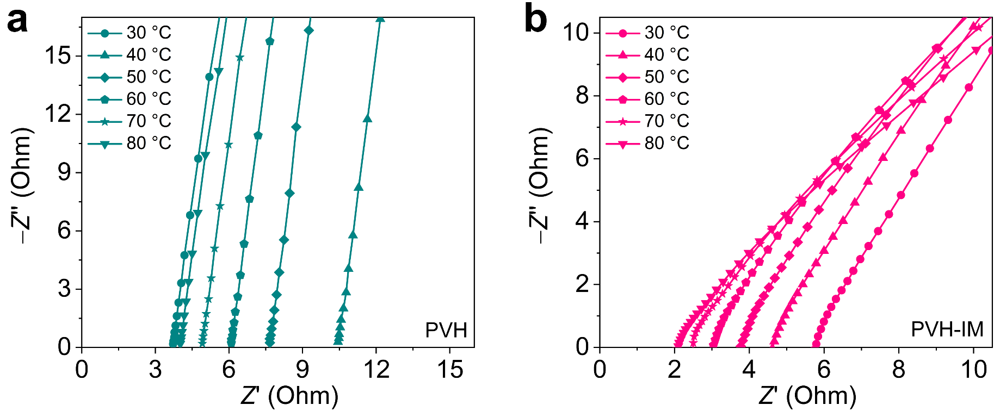 a
30 °C
40 °C
50 °C
60 °C
70 °C
80 °C
15
12
9
6
3
0
0 3 6 9 12 15
−Z'' (Ohm)
Z' (Ohm)
PVH
b
30 °C
40 °C
50 °C
60 °C
70 °C
80 °C
10
8
6
4
2
0
0 2 4 6 8 10
−Z'' (Ohm)
Z' (Ohm)
PVH-IM